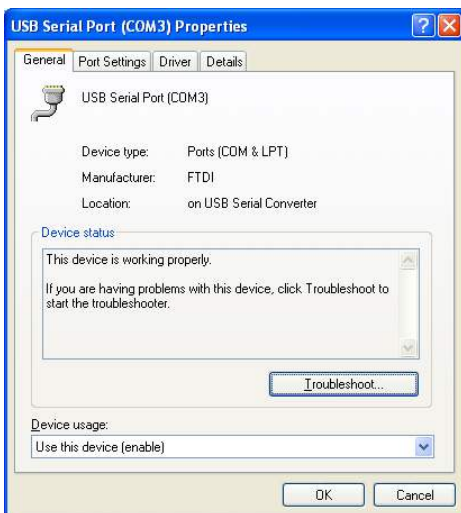 USB Serial Port (COM3) Properties
General Port Settings Driver Details
USB Serial Port (COM3)
Device type: Ports (COM & LPT)
Manufacturer: FTDI
Location: on USB Serial Converter
Device status
This device is working properly.
If you are having problems with this device, click Troubleshoot to
start the troubleshooter.
Troubleshoot...
Device usage:
Use this device (enable)
OK Cancel